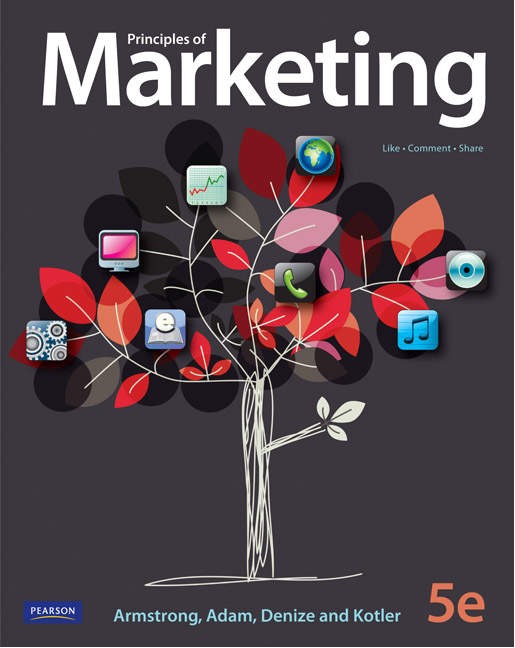 Principles of
Marketing
Like • Comment • Share
e
PEARSON
Armstrong, Adam, Denize and Kotler
5e